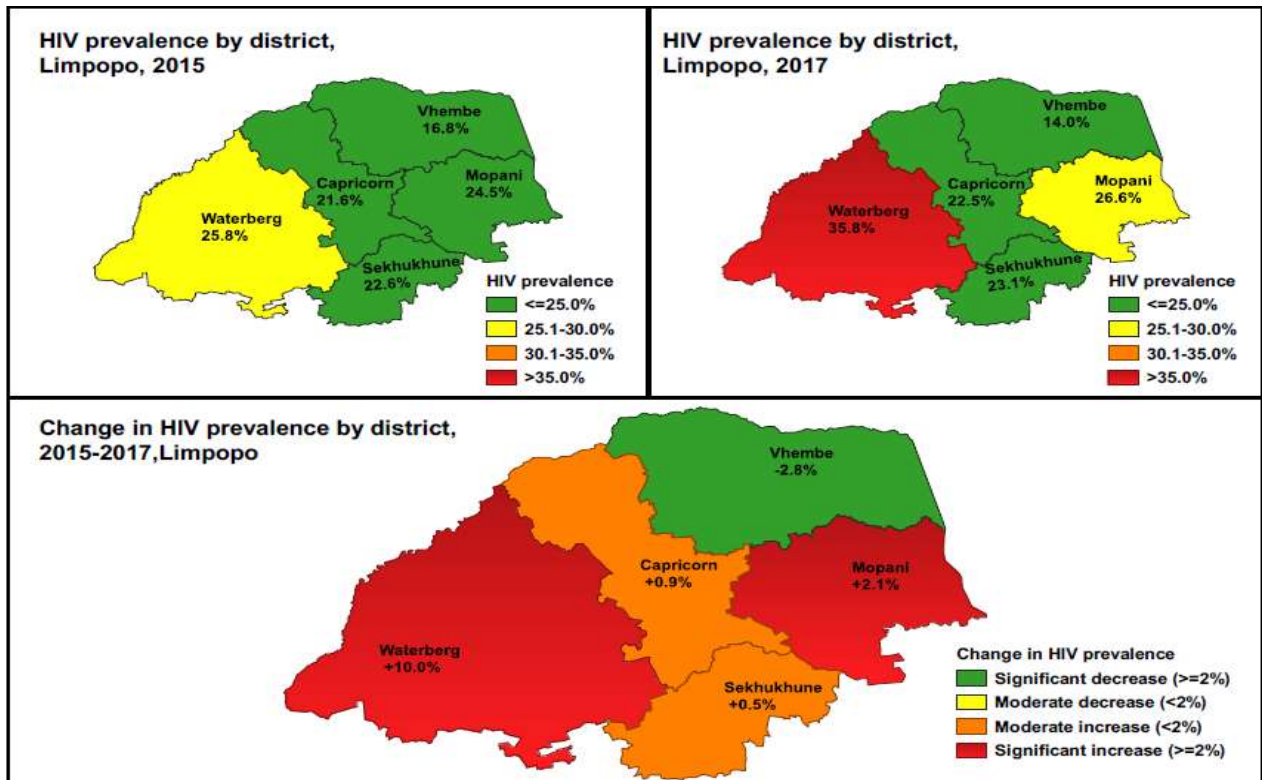 HIV prevalence by district,
Limpopo, 2015
Vhembe
16.8%
Capricorn
21.6%
Mopani
24.5%
Waterberg
25.8%
Sekhukhune
22.6%
HIV prevalence
<=25.0%
25.1-30.0%
30.1-35.0%
>35.0%
HIV prevalence by district,
Limpopo, 2017
Vhembe
14.0%
Capricorn
22.5%
Mopani
26.6%
Waterberg
35.8%
Sekhukhune
23.1%
HIV prevalence
<=25.0%
25.1-30.0%
30.1-35.0%
>35.0%
Change in HIV prevalence by district,
2015-2017,Limpopo
Vhembe
-2.8%
Capricorn
+0.9%
Mopani
+2.1%
Waterberg
+10.0%
Sekhukhune
+0.5%
Change in HIV prevalence
Significant decrease (>=2%)
Moderate decrease (<2%)
Moderate increase (<2%)
Significant increase (>=2%)